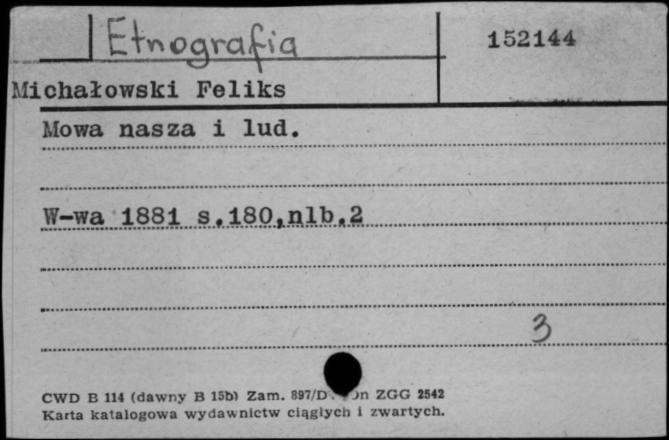 Etnografia
152144
Michałowski Feliks
Mowa nasza i lud.
W-wa 1881 s.180,nlb.2
3
CWD B 114 (dawny B 15b) Zam. 897/D ZGG 2542
Karta katalogowa wydawnictw ciągłych i zwartych.